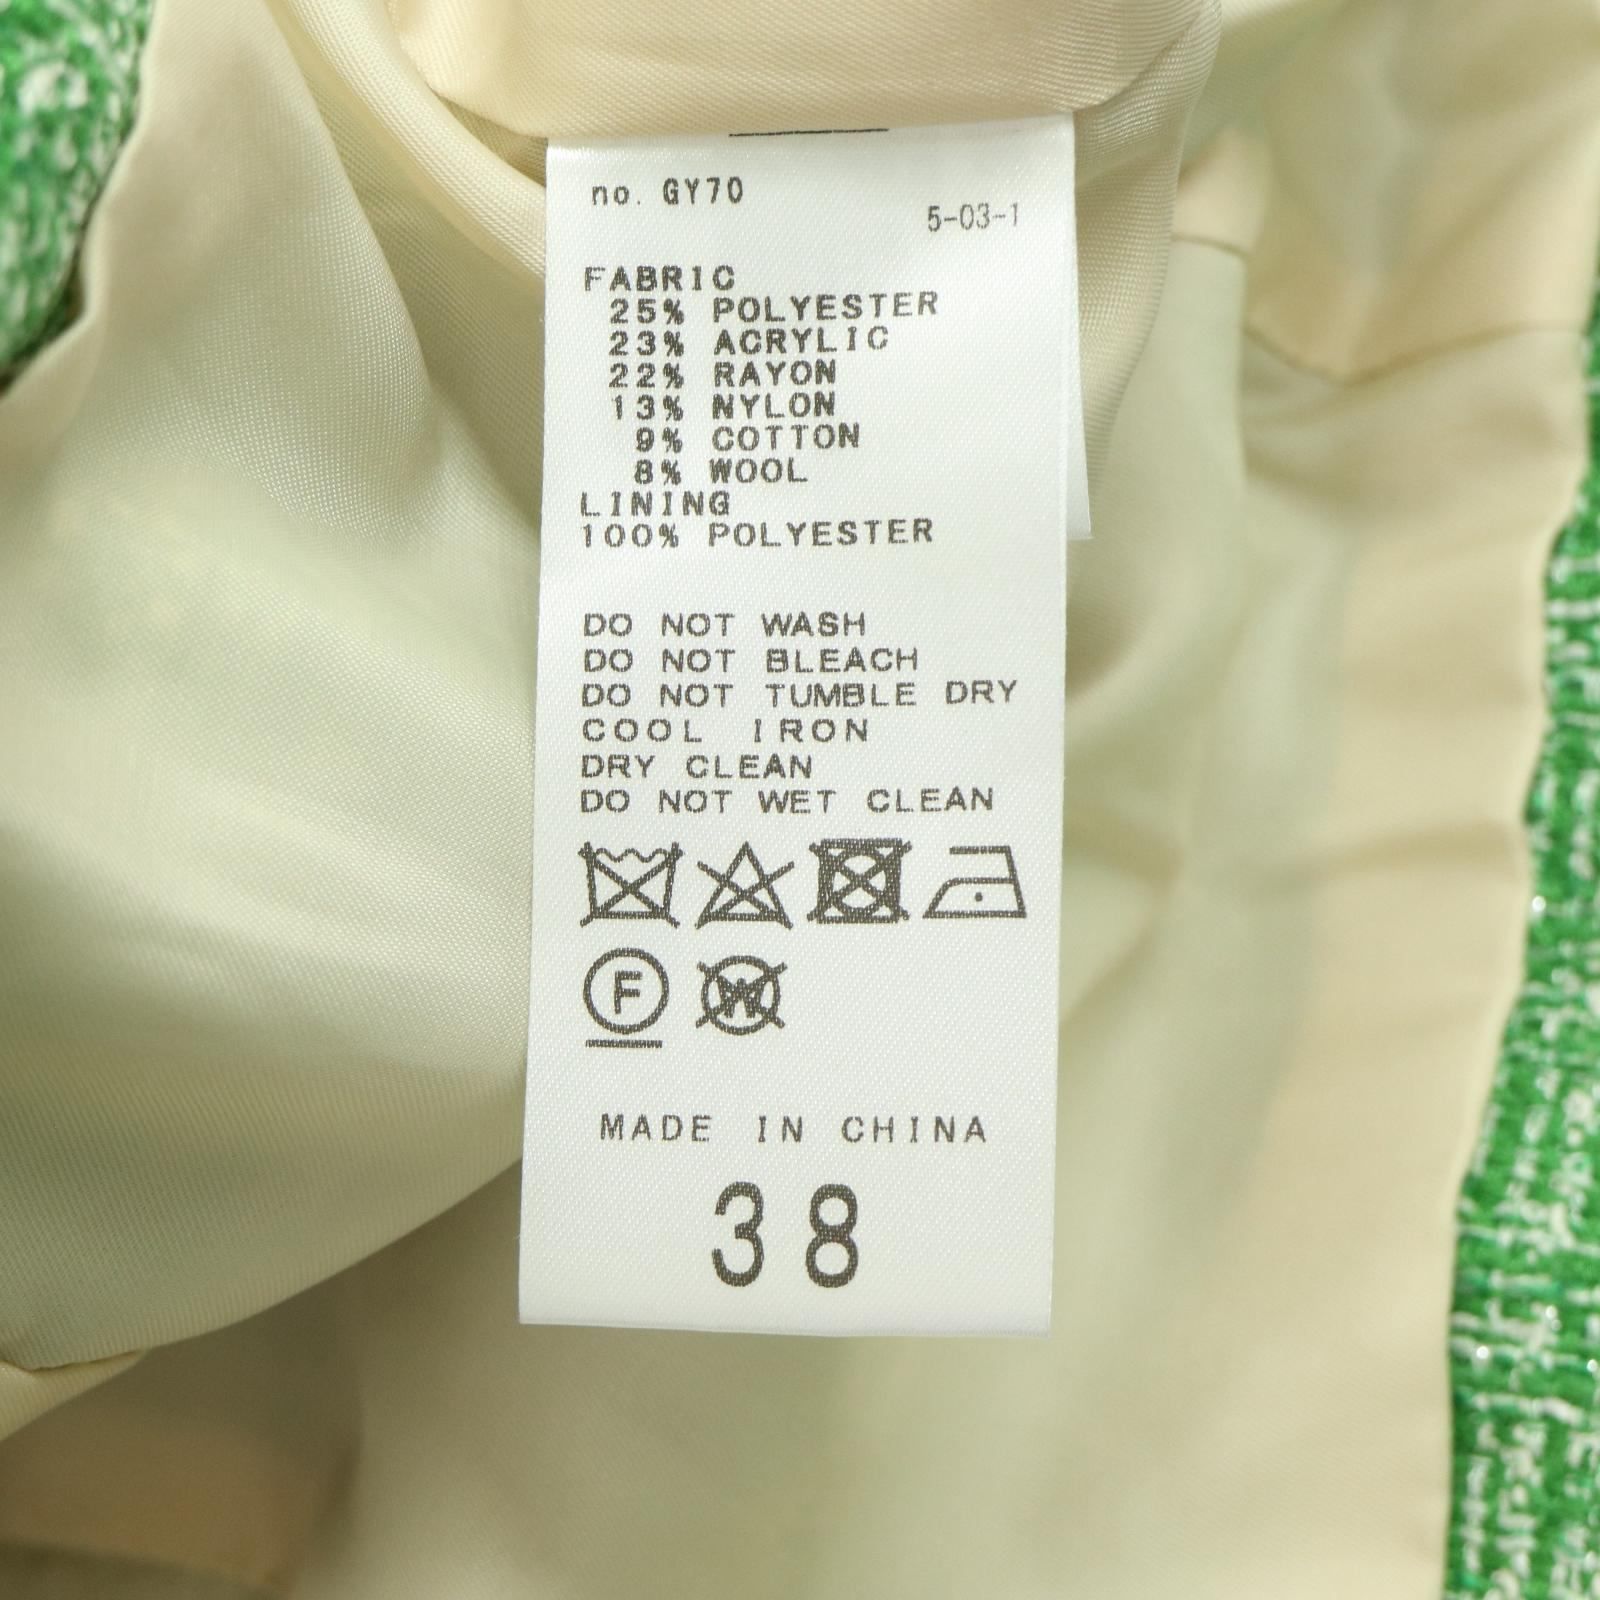 no. GY70
5-03-1
FABRIC
25% POLYESTER
23% ACRYLIC
22% RAYON
13% NYLON
9% COTTON
8% WOOL
LINING
100% POLYESTER
DO NOT WASH
DO NOT BLEACH
DO NOT TUMBLE DRY
COOL IRON
DRY CLEAN
DO NOT WET CLEAN
F W
MADE IN CHINA
38